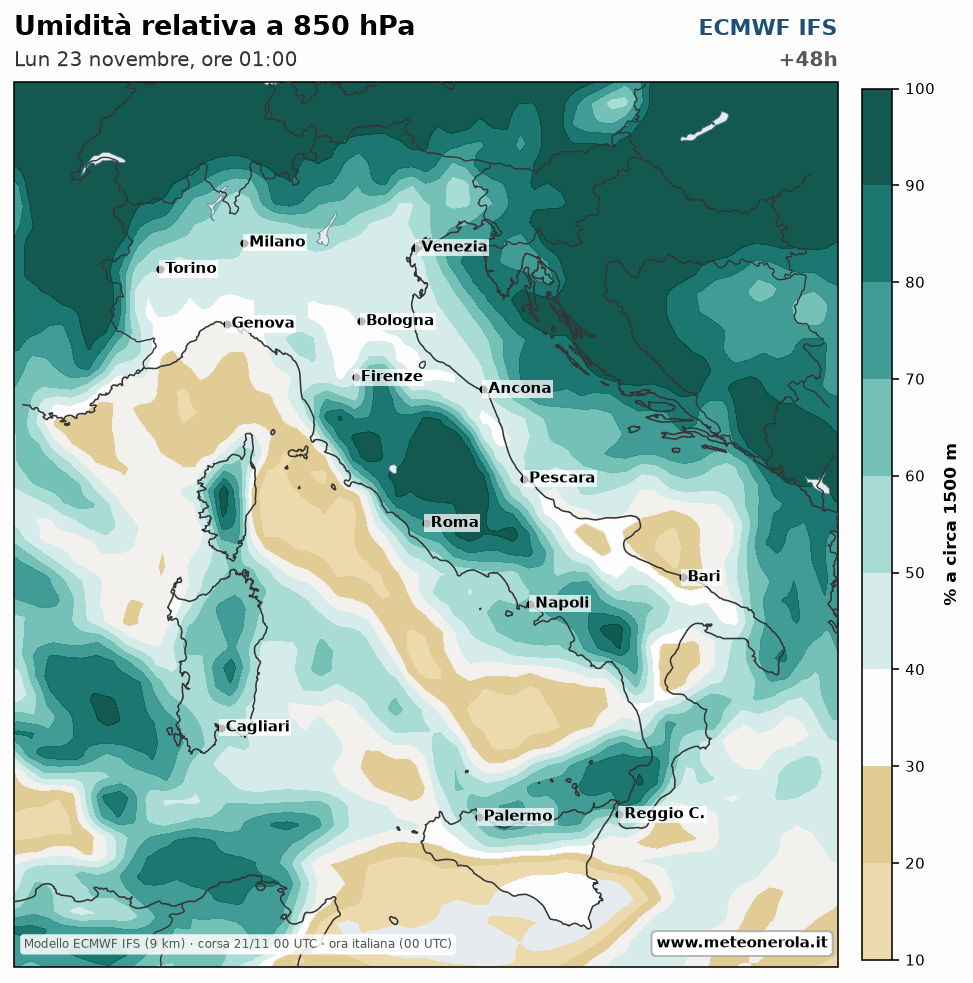 Umidità relativa a 850 hPa
ECMWF IFS
Lun 23 novembre, ore 01:00
+48h
Milano
Venezia
Torino
Genova
Bologna
Firenze
Ancona
Pescara
Roma
Bari
Napoli
Cagliari
Palermo
Reggio C.
100
90
80
70
60
50
40
30
20
10
% a circa 1500 m
Modello ECMWF IFS (9 km) · corsa 21/11 00 UTC · ora italiana (00 UTC)
www.meteonerola.it